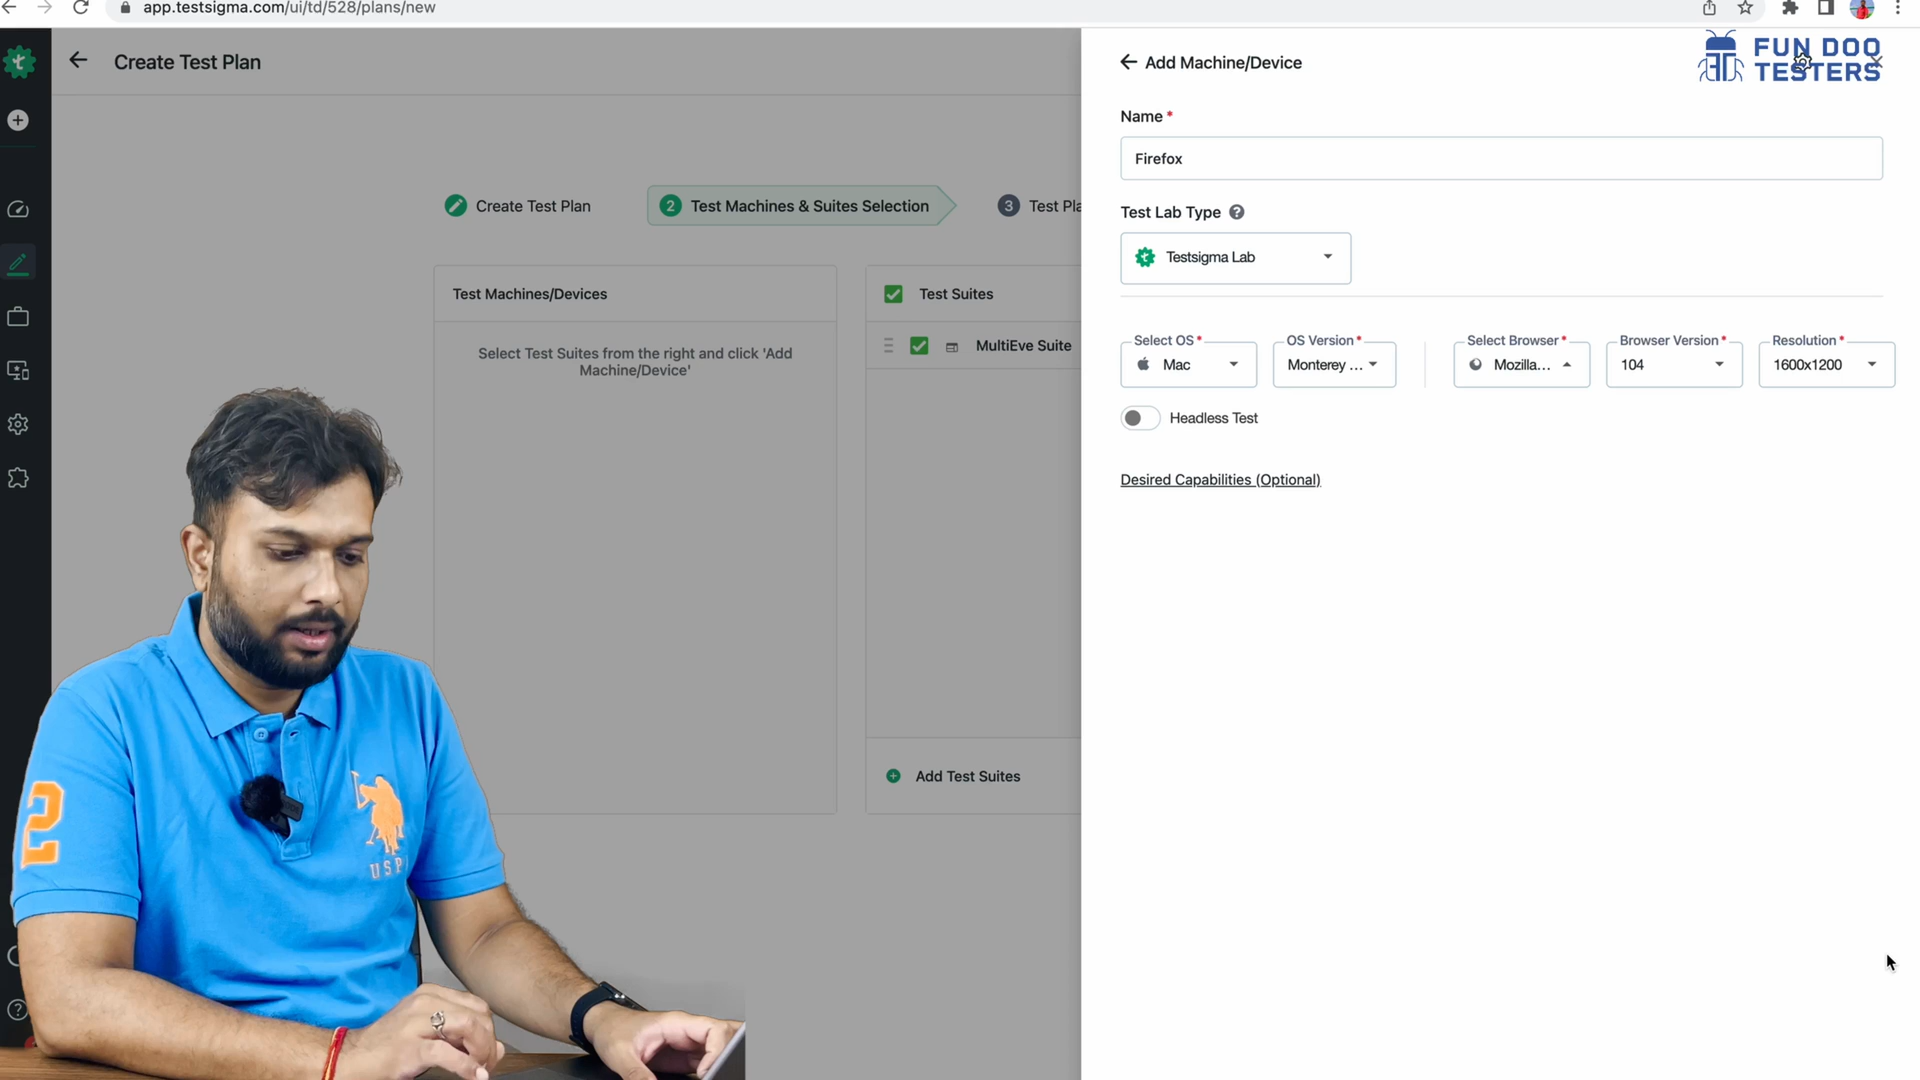 app.testsigma.com/ui/td/528/plans/new
Create Test Plan
Create Test Plan
2
Test Machines & Suites Selection
3
Test Pla
Test Machines/Devices
Select Test Suites from the right and click 'Add
Machine/Device'
Test Suites
MultiEve Suite
Add Test Suites
Add Machine/Device
FUN DOO
TESTERS
Name *
Firefox
Test Lab Type ?
Testsigma Lab
Select OS *
Mac
OS Version *
Monterey ...
Select Browser *
Mozilla...
Browser Version *
104
Resolution *
1600x1200
Headless Test
Desired Capabilities (Optional)
2
USP